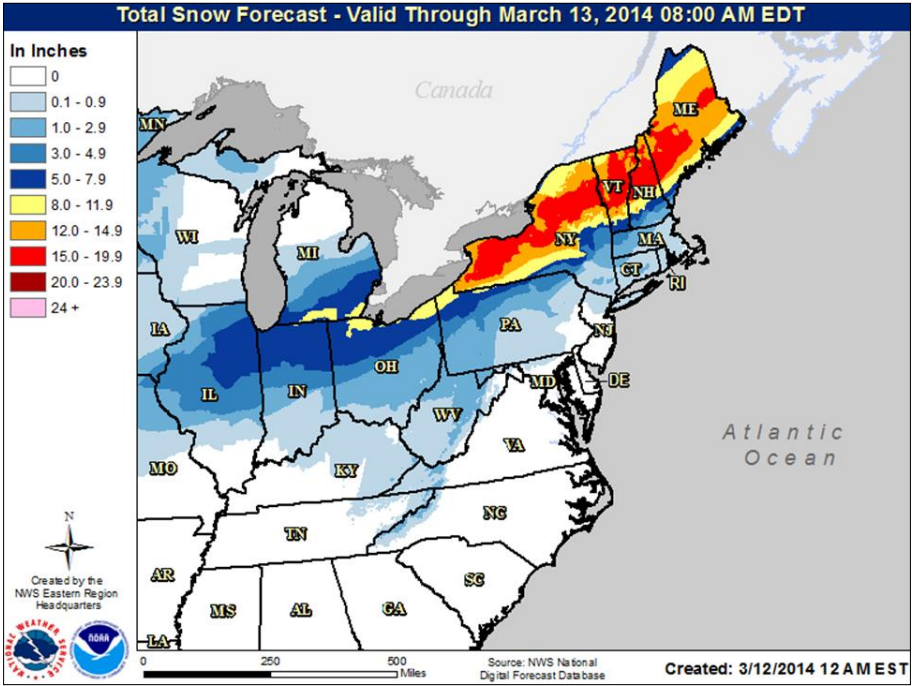 Total Snow Forecast - Valid Through March 13, 2014 08:00 AM EDT
In Inches
0
0.1 - 0.9
1.0 - 2.9
3.0 - 4.9
5.0 - 7.9
8.0 - 11.9
12.0 - 14.9
15.0 - 19.9
20.0 - 23.9
24 +
Canada
MN
ME
VT
NH
WI
NY
MA
MI
CT
RI
IA
PA
NJ
OH
IL
IN
MD
DE
WV
VA
Atlantic
Ocean
MO
KY
NC
TN
AR
SC
MS
AL
GA
LA
N
Created by the
NWS Eastern Region
Headquarters
NATIONAL WEATHER SERVICE
NOAA
0
250
500
Miles
Source: NWS National
Digital Forecast Database
Created: 3/12/2014 12 AM EST